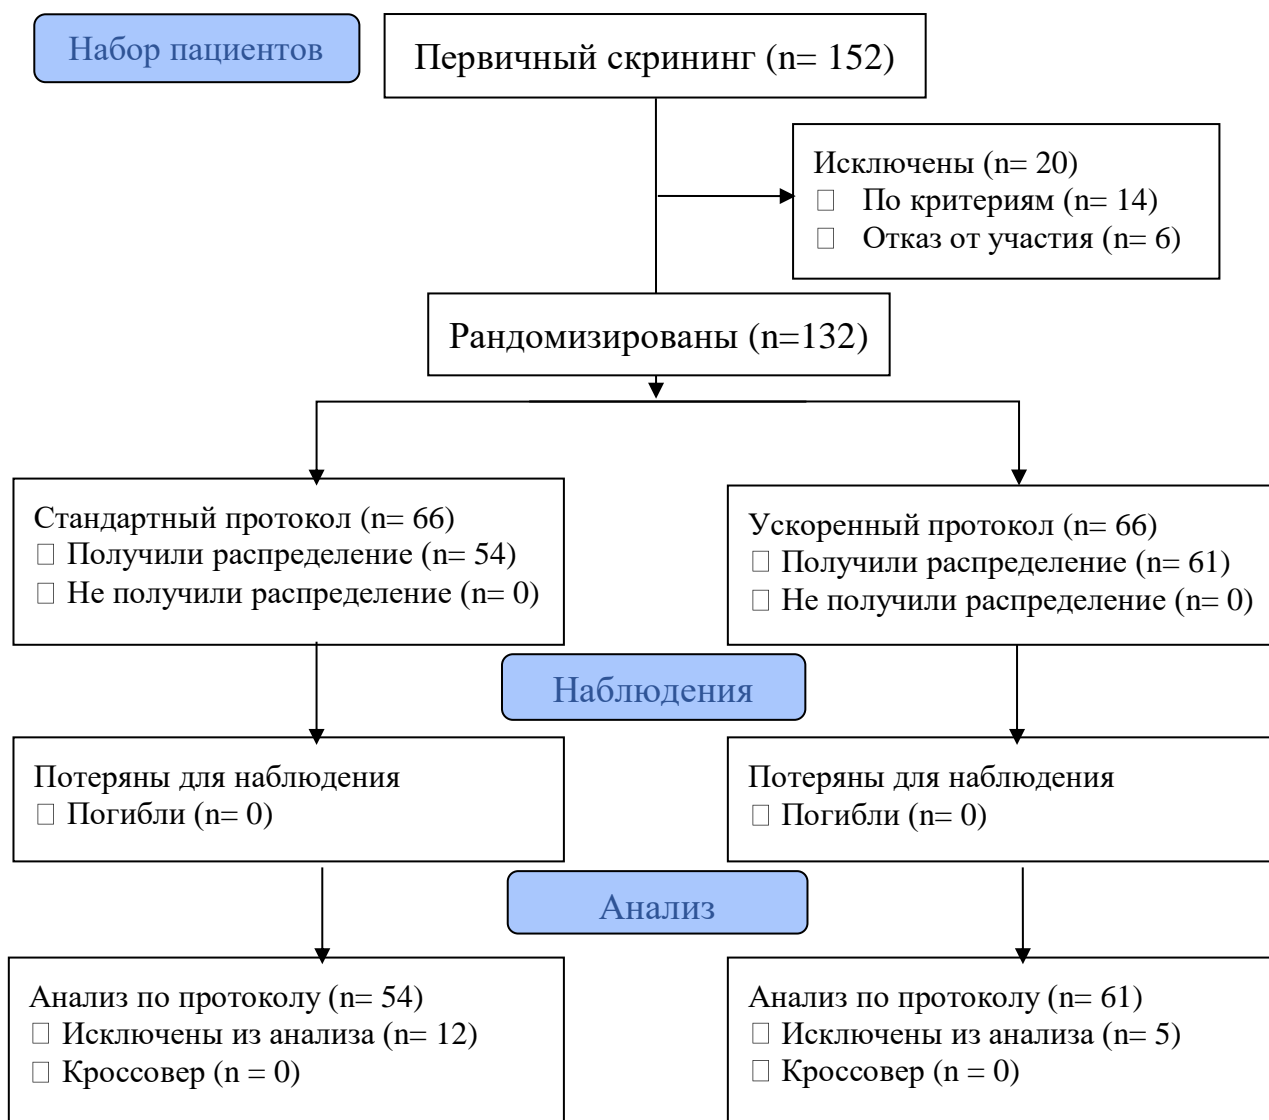 Набор пациентов
Первичный скрининг (n= 152)
Исключены (n= 20)
По критериям (n= 14)
Отказ от участия (n= 6)
Рандомизированы (n=132)
Стандартный протокол (n= 66)
Получили распределение (n= 54)
Не получили распределение (n= 0)
Ускоренный протокол (n= 66)
Получили распределение (n= 61)
Не получили распределение (n= 0)
Наблюдения
Потеряны для наблюдения
Погибли (n= 0)
Потеряны для наблюдения
Погибли (n= 0)
Анализ
Анализ по протоколу (n= 54)
Исключены из анализа (n= 12)
Кроссовер (n = 0)
Анализ по протоколу (n= 61)
Исключены из анализа (n= 5)
Кроссовер (n = 0)